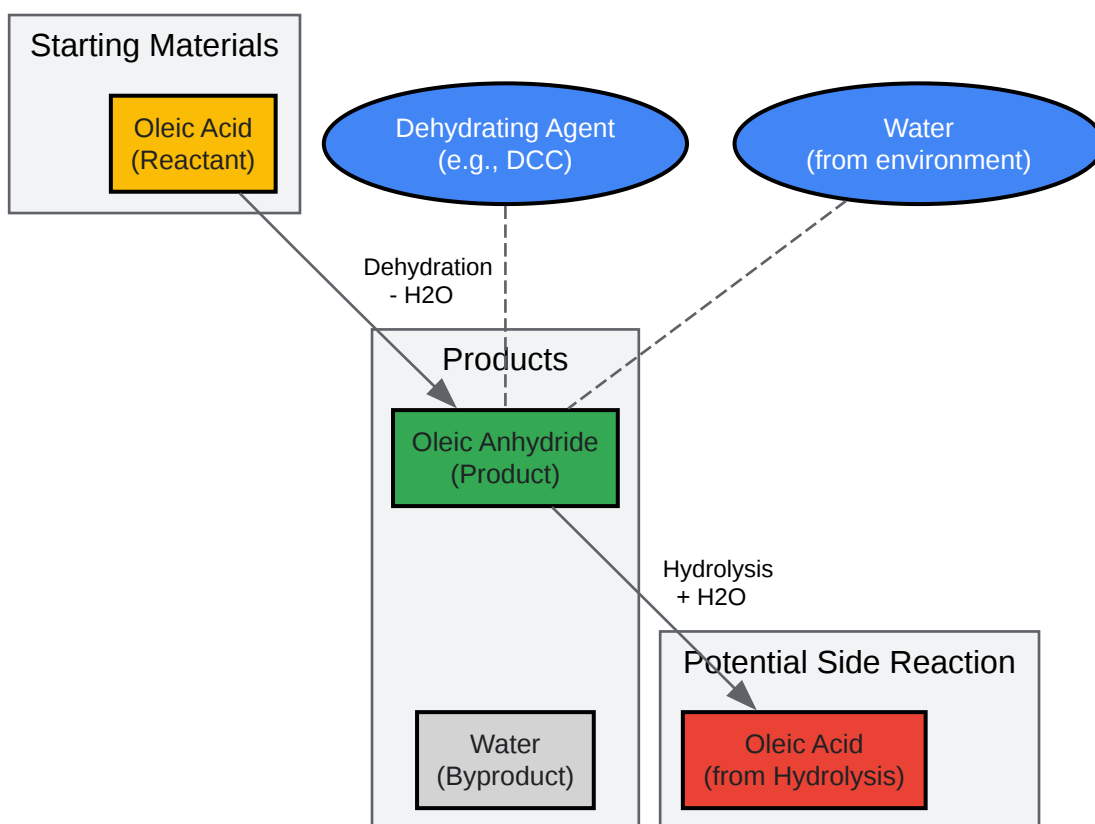 Starting Materials
Oleic Acid
(Reactant)
Dehydrating Agent
(e.g., DCC)
Water
(from environment)
Dehydration
- H2O
Products
Oleic Anhydride
(Product)
Hydrolysis
+ H2O
Potential Side Reaction
Water
(Byproduct)
Oleic Acid
(from Hydrolysis)